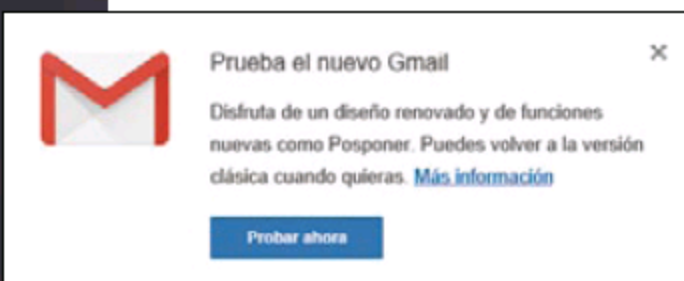 Prueba el nuevo Gmail
Disfruta de un diseño renovado y de funciones
nuevas como Posponer. Puedes volver a la versión
clásica cuando quieras. Más información
Probar ahora